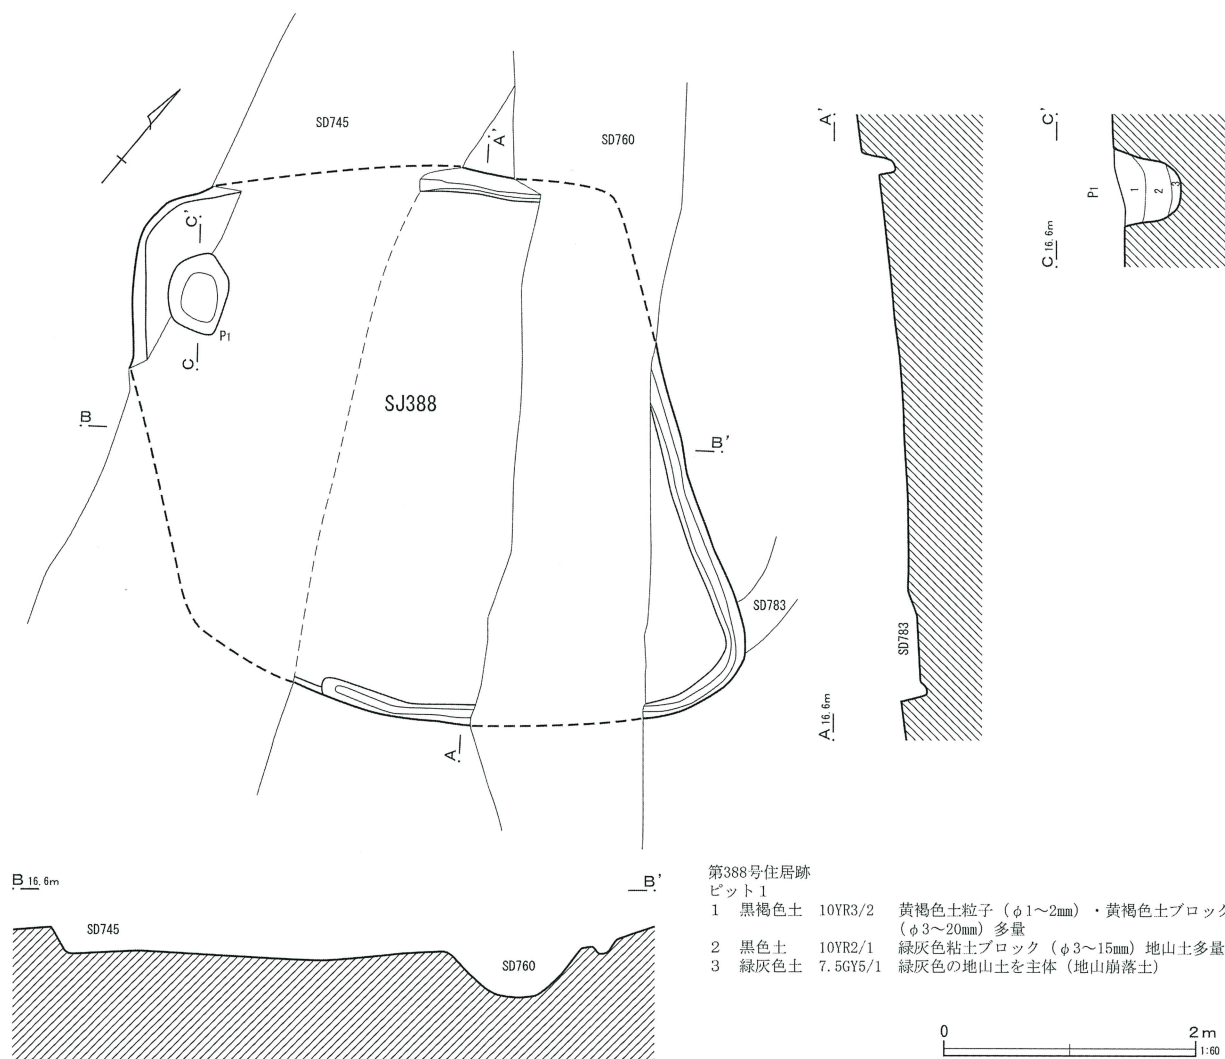 SD745
SD760
A'
C'
P1
C
SJ388
B
B'
SD783
A
A'
SD783
A 16.6m
C'
P1
1
2
3
C 16.6m
B 16.6m
B'
SD745
SD760
第388号住居跡
ピット1
1 黒褐色土 10YR3/2 黄褐色土粒子（φ1～2mm）・黄褐色土ブロック
（φ3～20mm）多量
2 黒色土 10YR2/1 緑灰色粘土ブロック（φ3～15mm）地山土多量
3 緑灰色土 7.5GY5/1 緑灰色の地山土を主体（地山崩落土）
0 2m
1:60